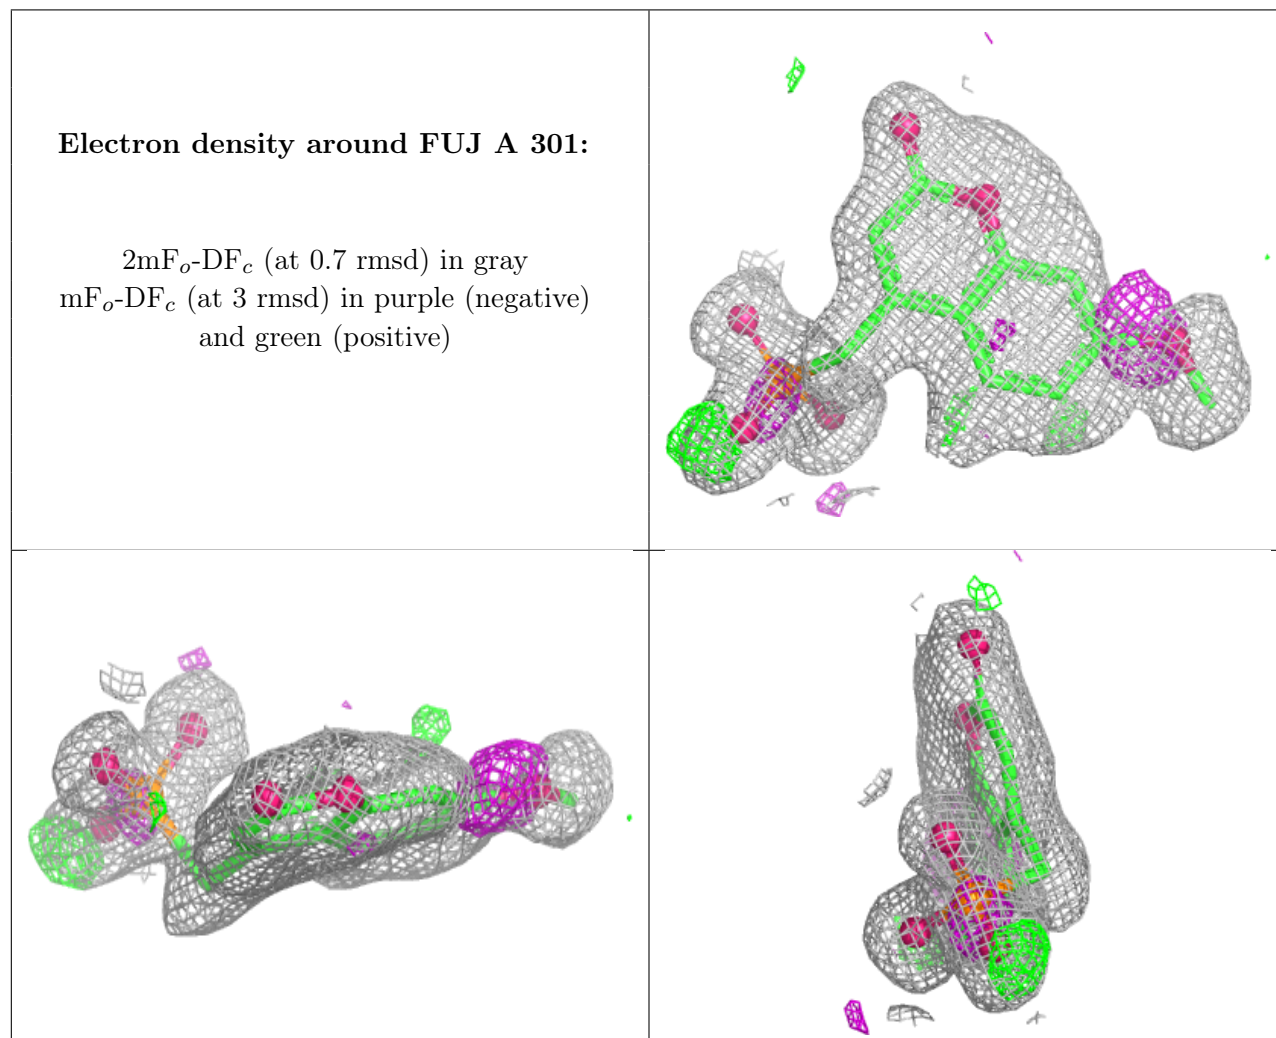 Electron density around FUJ A 301:
2mFo-DFc (at 0.7 rmsd) in gray
mFo-DFc (at 3 rmsd) in purple (negative)
and green (positive)